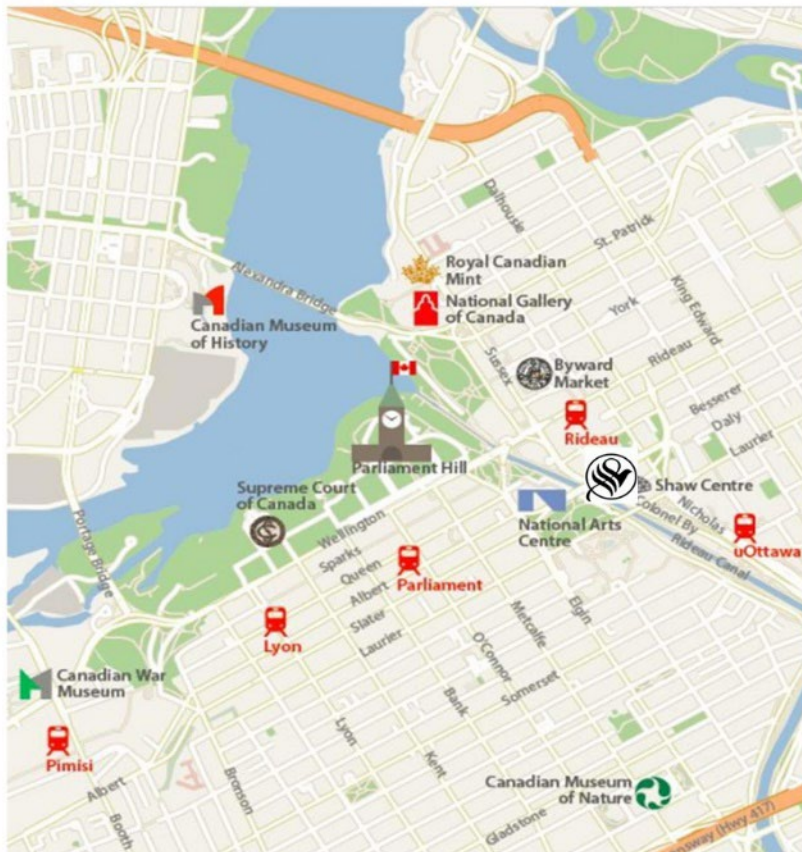 Dalhousie
St. Patrick
Royal Canadian
Mint
National Gallery
of Canada
Alexandra Bridge
King Edward
Canadian Museum
of History
York
Sussex
Rideau
Byward
Market
Besserer
Daly
Laurier
Rideau
Parliament Hill
Shaw Centre
Supreme Court
of Canada
Nicholas
Colonel By
National Arts
Centre
Rideau Canal
uOttawa
Portage Bridge
Wellington
Sparks
Queen
Albert
Slater
Laurier
Parliament
Lyon
Metcalfe
Elgin
O'Connor
Somerset
Canadian War
Museum
Bank
Lyon
Kent
Pimisi
Albert
Bronson
Booth
Canadian Museum
of Nature
Gladstone
(Hwy 417)